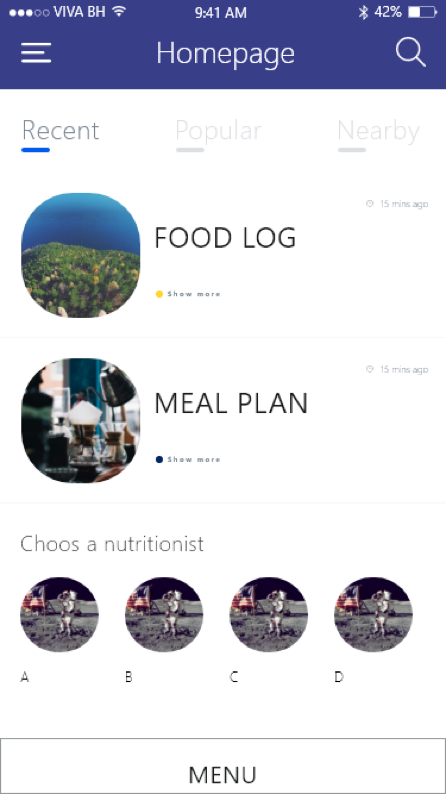 VIVA BH 9:41 AM 42%
Homepage
Recent Popular Nearby
15 mins ago
FOOD LOG
Show more
15 mins ago
MEAL PLAN
Show more
Choos a nutritionist
A B C D
MENU